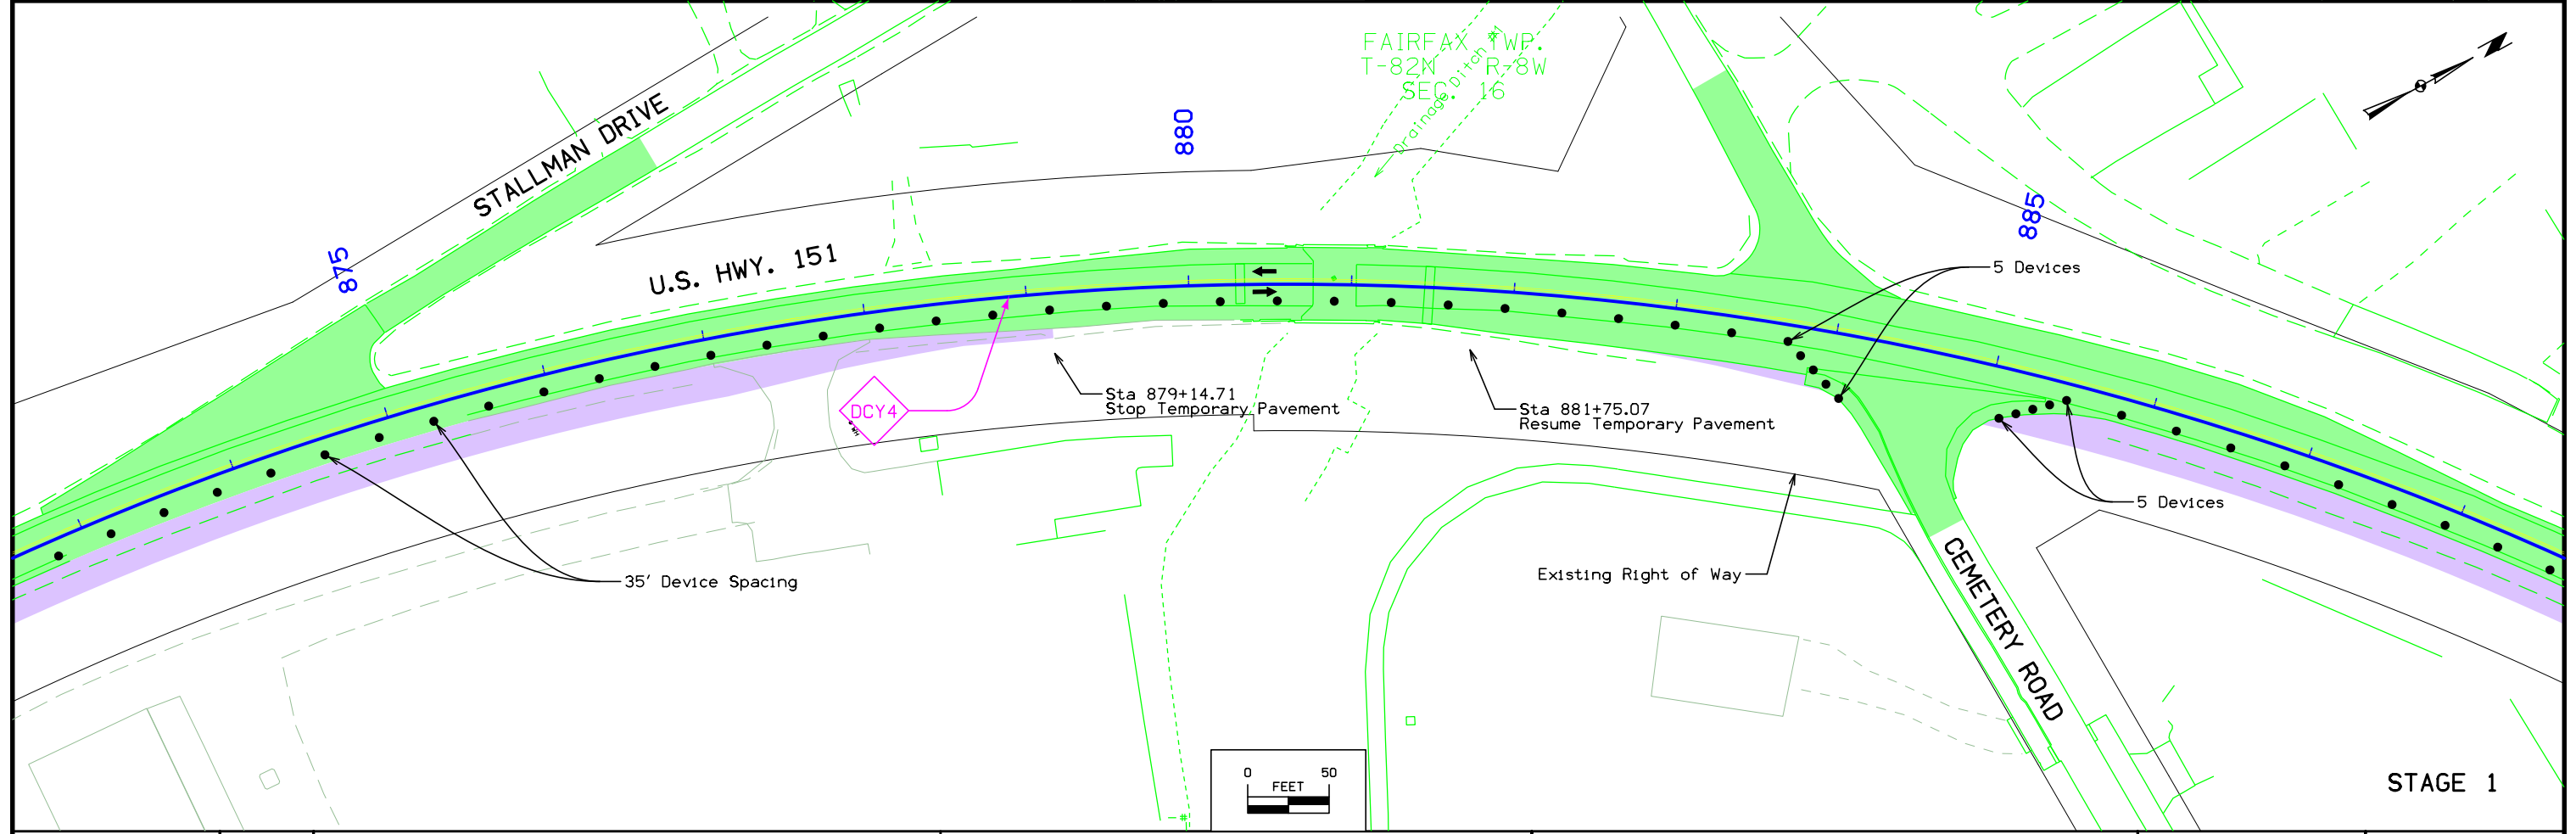 FAIRFAX TWP.
T-82N R-8W
SEC. 16
Drainage Ditch #1
STALLMAN DRIVE
880
875
885
U.S. HWY. 151
5 Devices
DCY4
Sta 879+14.71
Stop Temporary Pavement
Sta 881+75.07
Resume Temporary Pavement
5 Devices
35' Device Spacing
Existing Right of Way
CEMETERY ROAD
0 50
FEET
STAGE 1